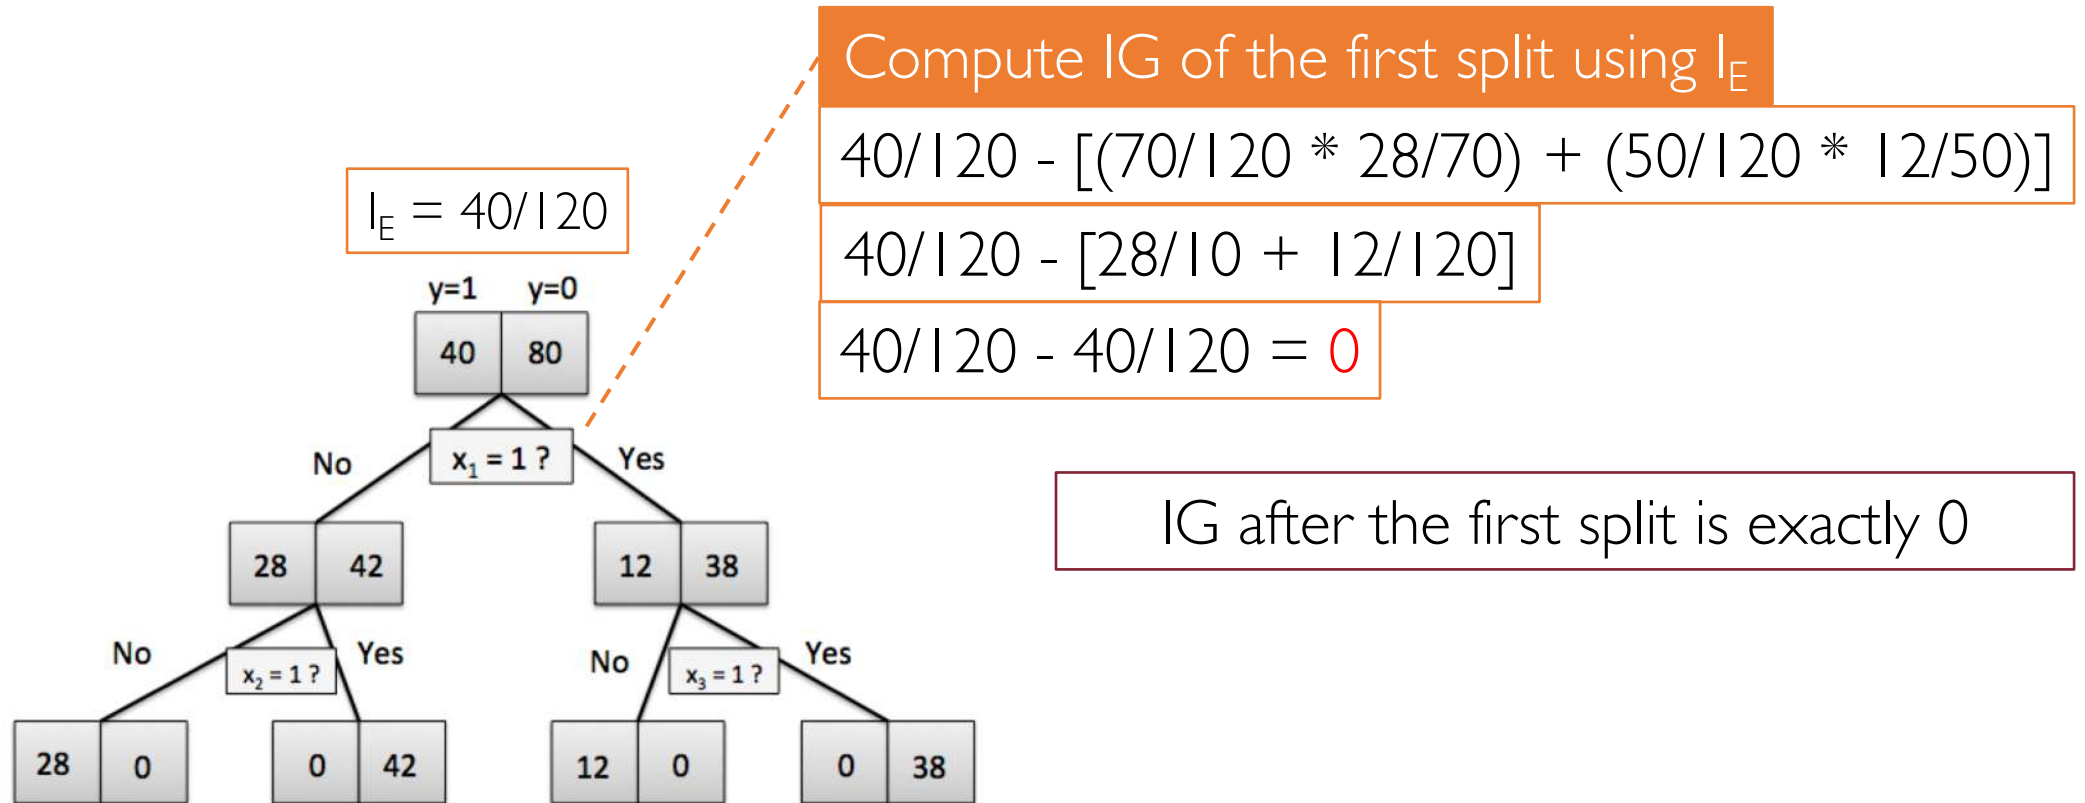 Compute IG of the first split using I_E
40/120 - [(70/120 * 28/70) + (50/120 * 12/50)]
I_E = 40/120
40/120 - [28/10 + 12/120]
y=1 y=0
40/120 - 40/120 = 0
40 80
No x₁ = 1 ? Yes
IG after the first split is exactly 0
28 42 12 38
No x₂ = 1 ? Yes No x₃ = 1 ? Yes
28 0 0 42 12 0 0 38